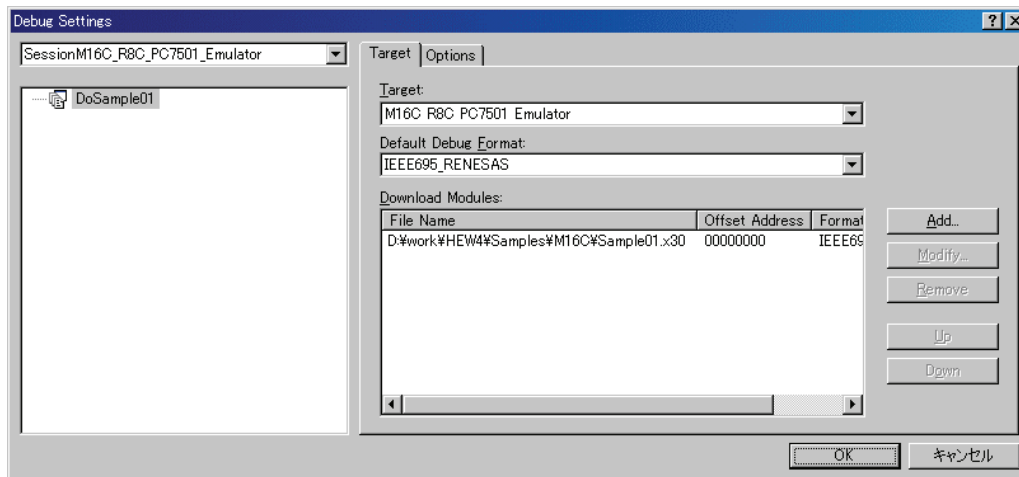 Debug Settings
SessionM16C_R8C_PC7501_Emulator
DoSample01
Target
Options
Target:
M16C R8C PC7501 Emulator
Default Debug Format:
IEEE695_RENESAS
Download Modules:
File Name Offset Address Format
D:¥work¥HEW4¥Samples¥M16C¥Sample01.x30 00000000 IEEE69
Add...
Modify...
Remove
Up
Down
OK
キャンセル